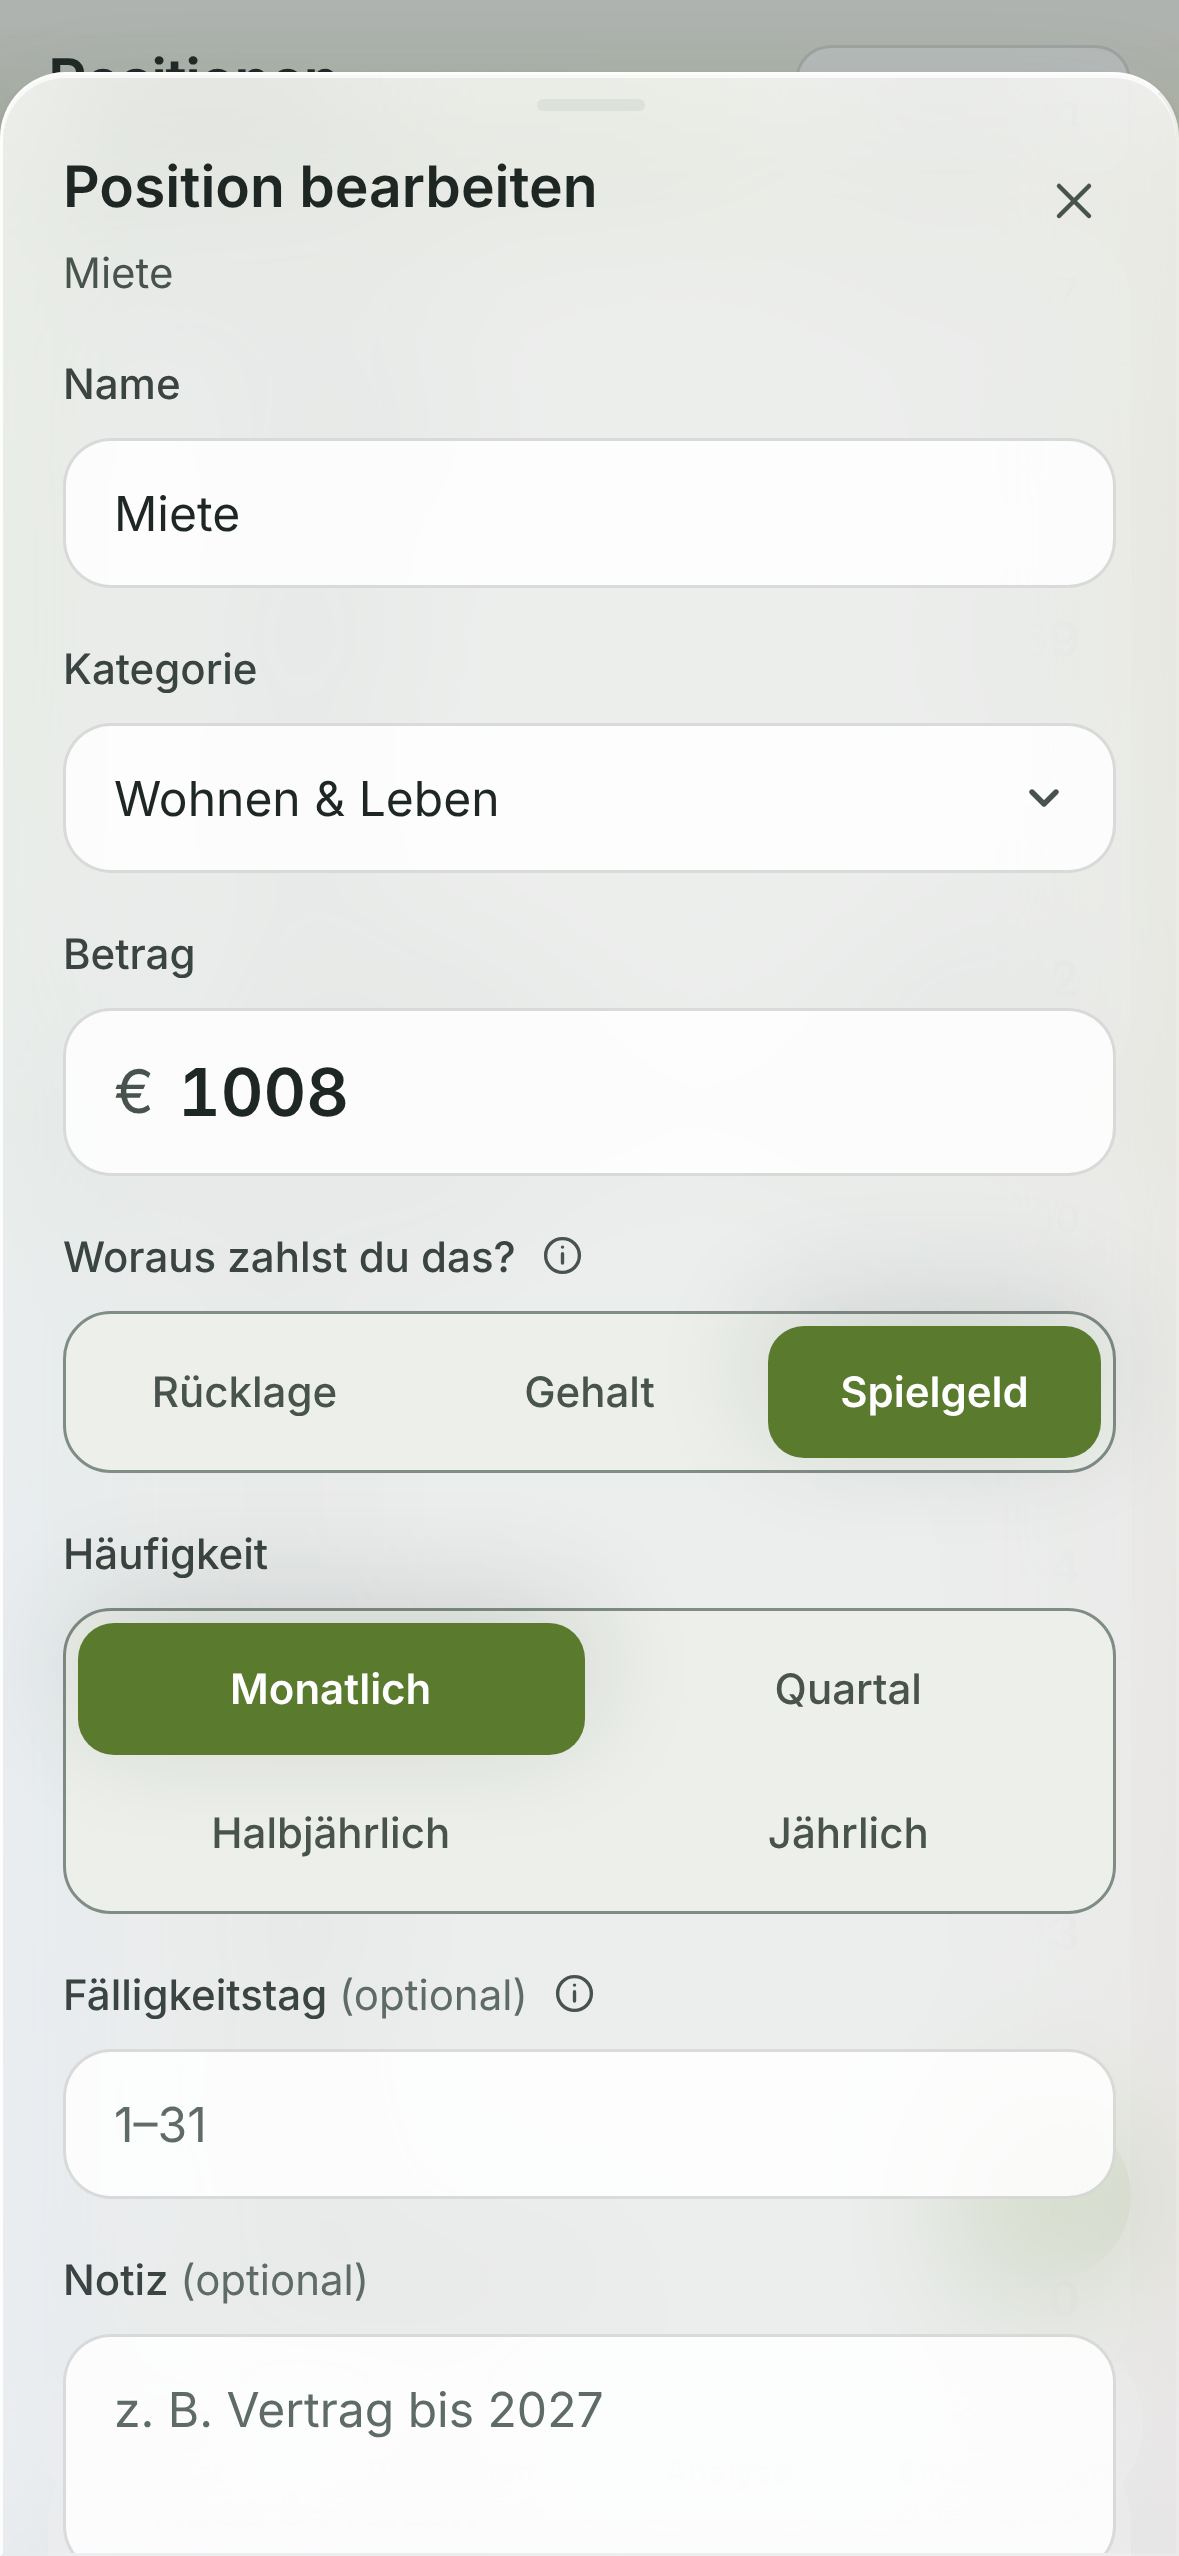 Positionen
Position bearbeiten
Miete
Name
Miete
Kategorie
Wohnen & Leben
Betrag
€ 1008
Woraus zahlst du das?
Rücklage Gehalt Spielgeld
Häufigkeit
Monatlich Quartal
Halbjährlich Jährlich
Fälligkeitstag (optional)
1–31
Notiz (optional)
z. B. Vertrag bis 2027